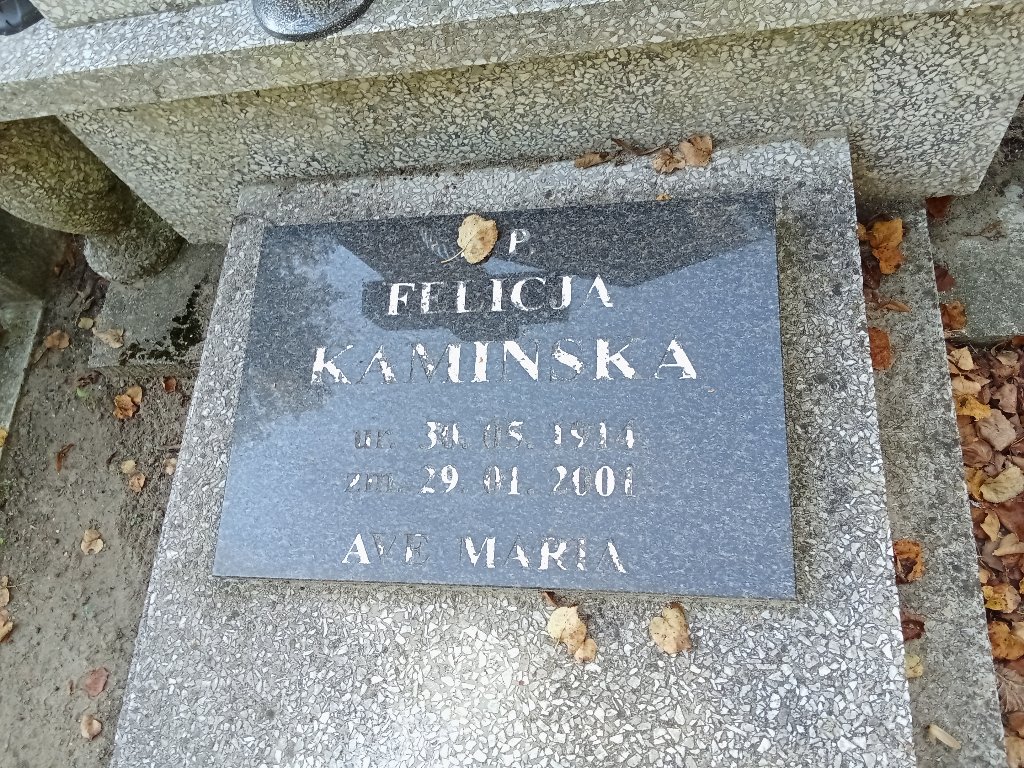 P.
FELICJA
KAMINSKA
ur. 30. 05. 1914
zm. 29. 01. 2001
AVE MARIA